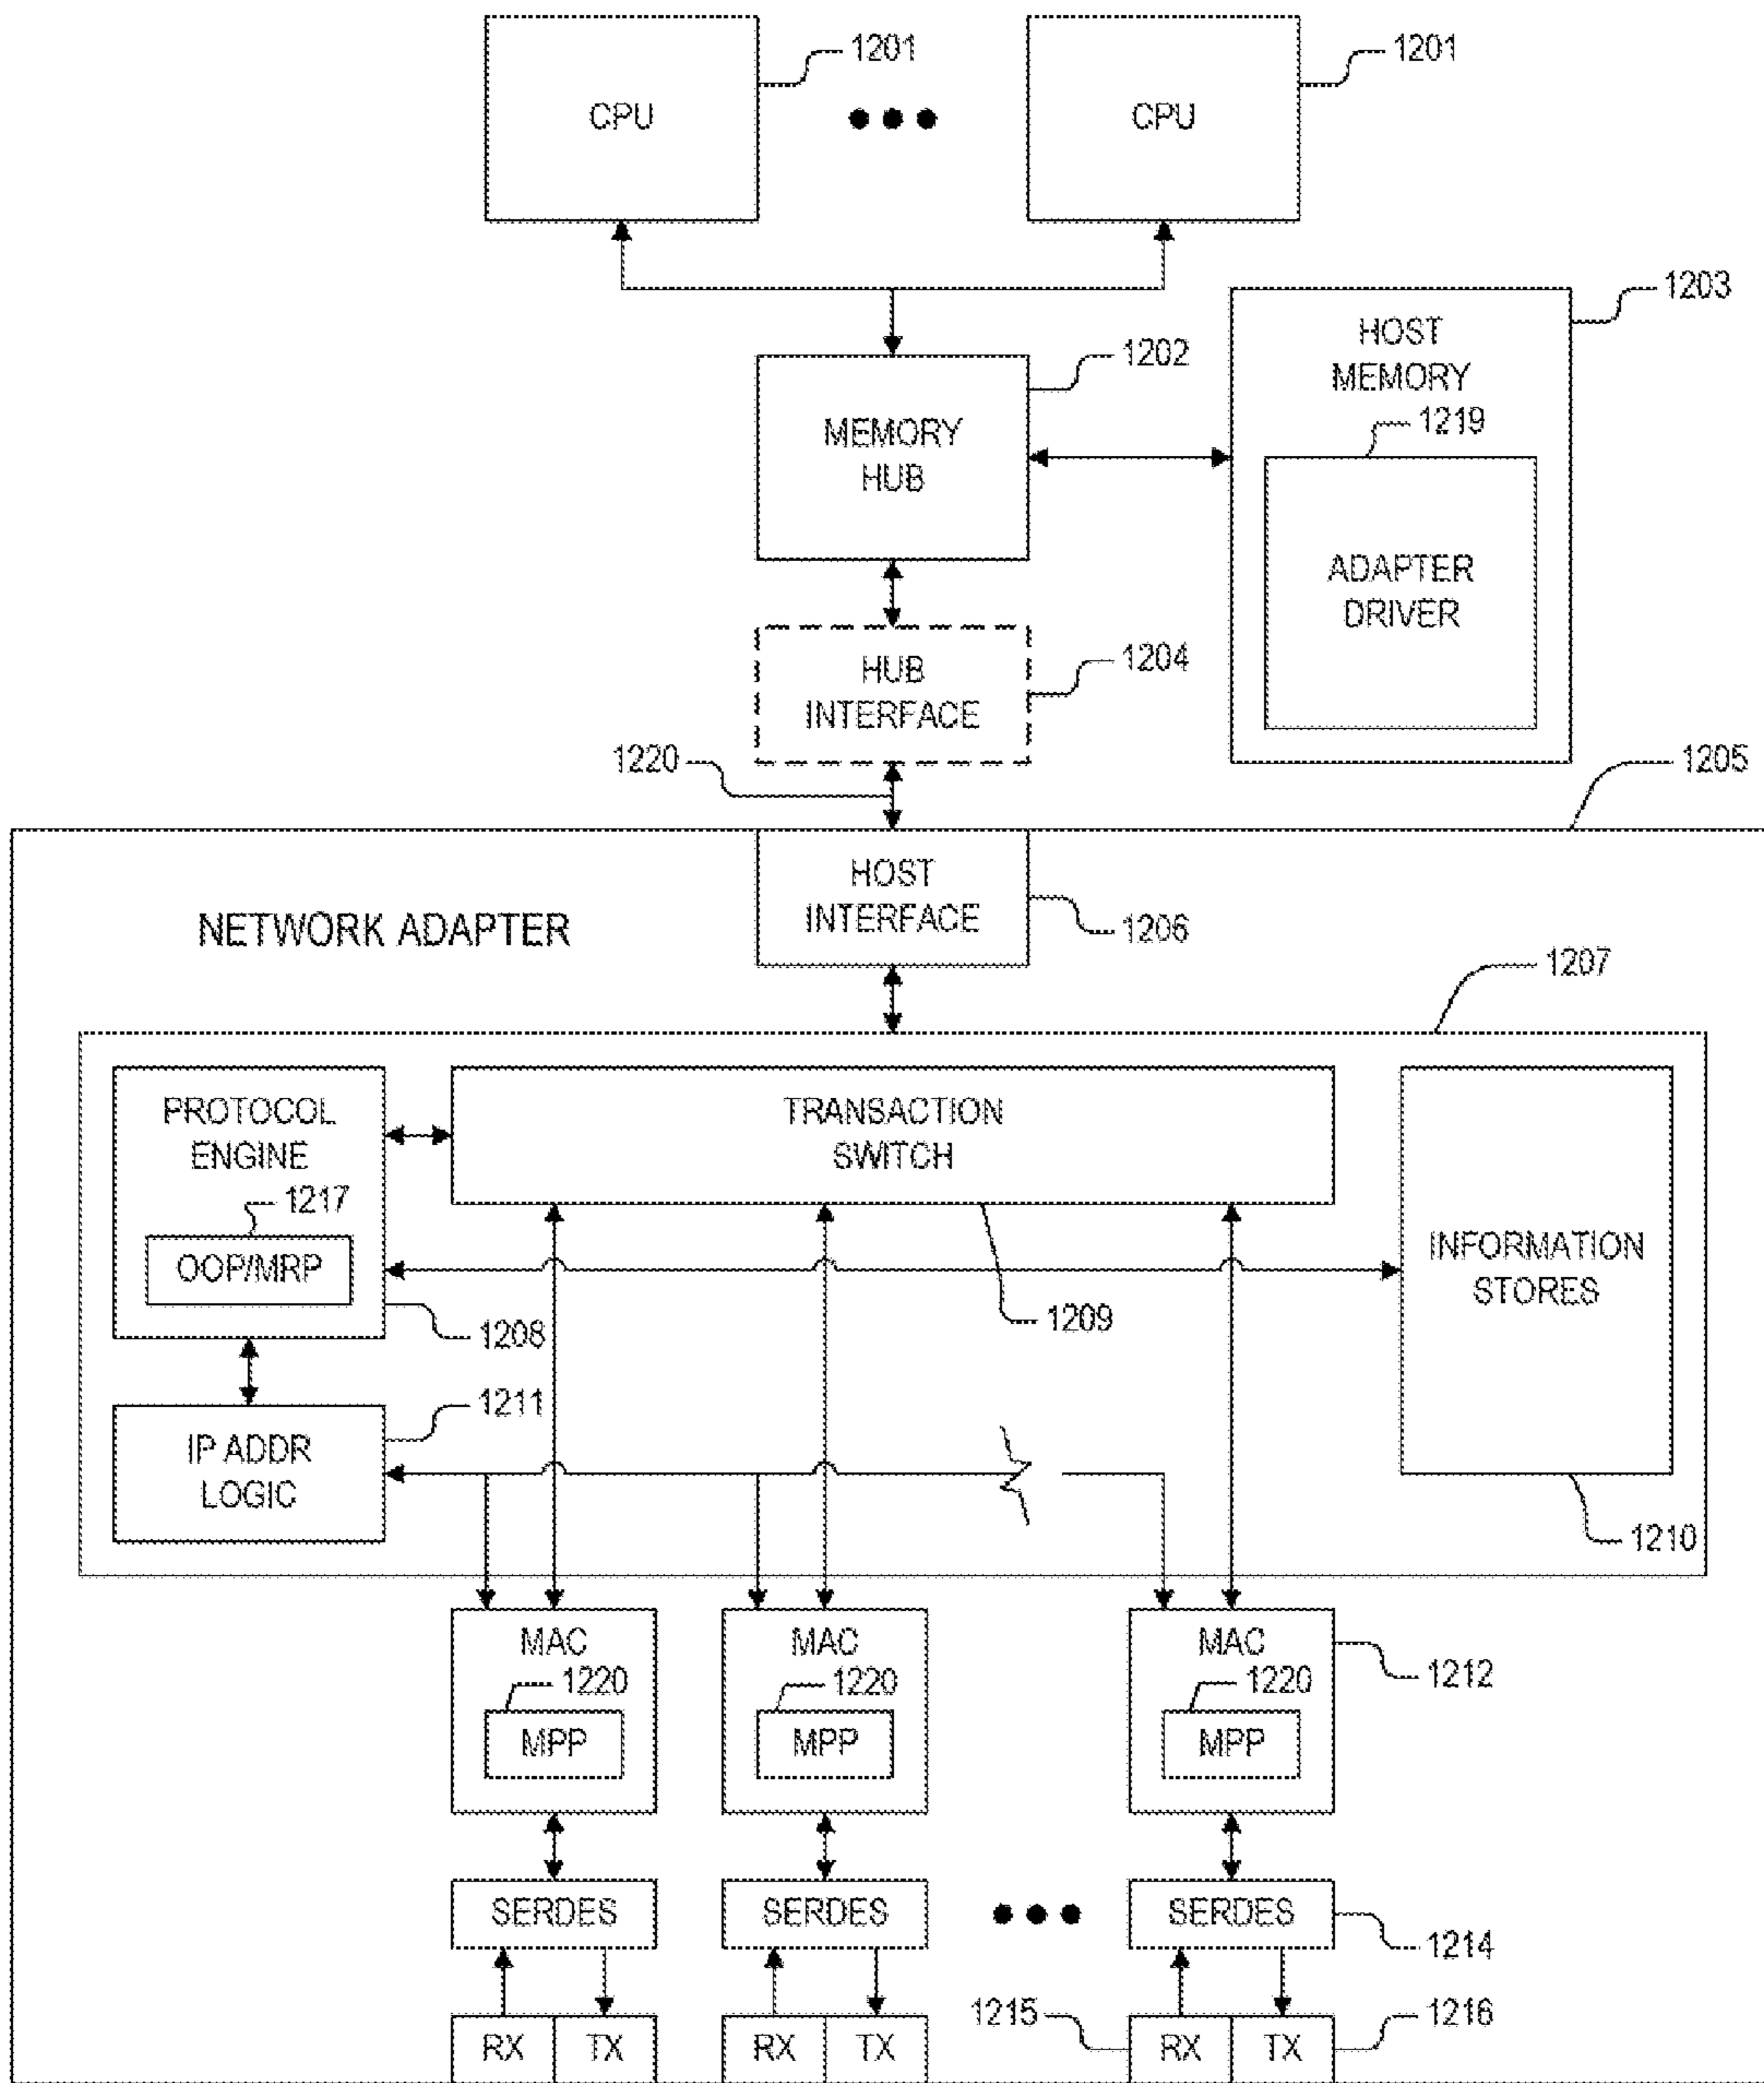 1201
1201
CPU
CPU
1203
1202
HOST
MEMORY
1219
MEMORY
HUB
ADAPTER
DRIVER
1204
HUB
INTERFACE
1220
1205
HOST
INTERFACE
1206
NETWORK ADAPTER
1207
PROTOCOL
ENGINE
TRANSACTION
SWITCH
1217
OOP/MRP
INFORMATION
STORES
1208
1209
1211
IP ADDR
LOGIC
1210
MAC
MAC
MAC
1212
1220
1220
1220
MPP
MPP
MPP
SERDES
SERDES
SERDES
1214
1215
1216
RX
TX
RX
TX
RX
TX